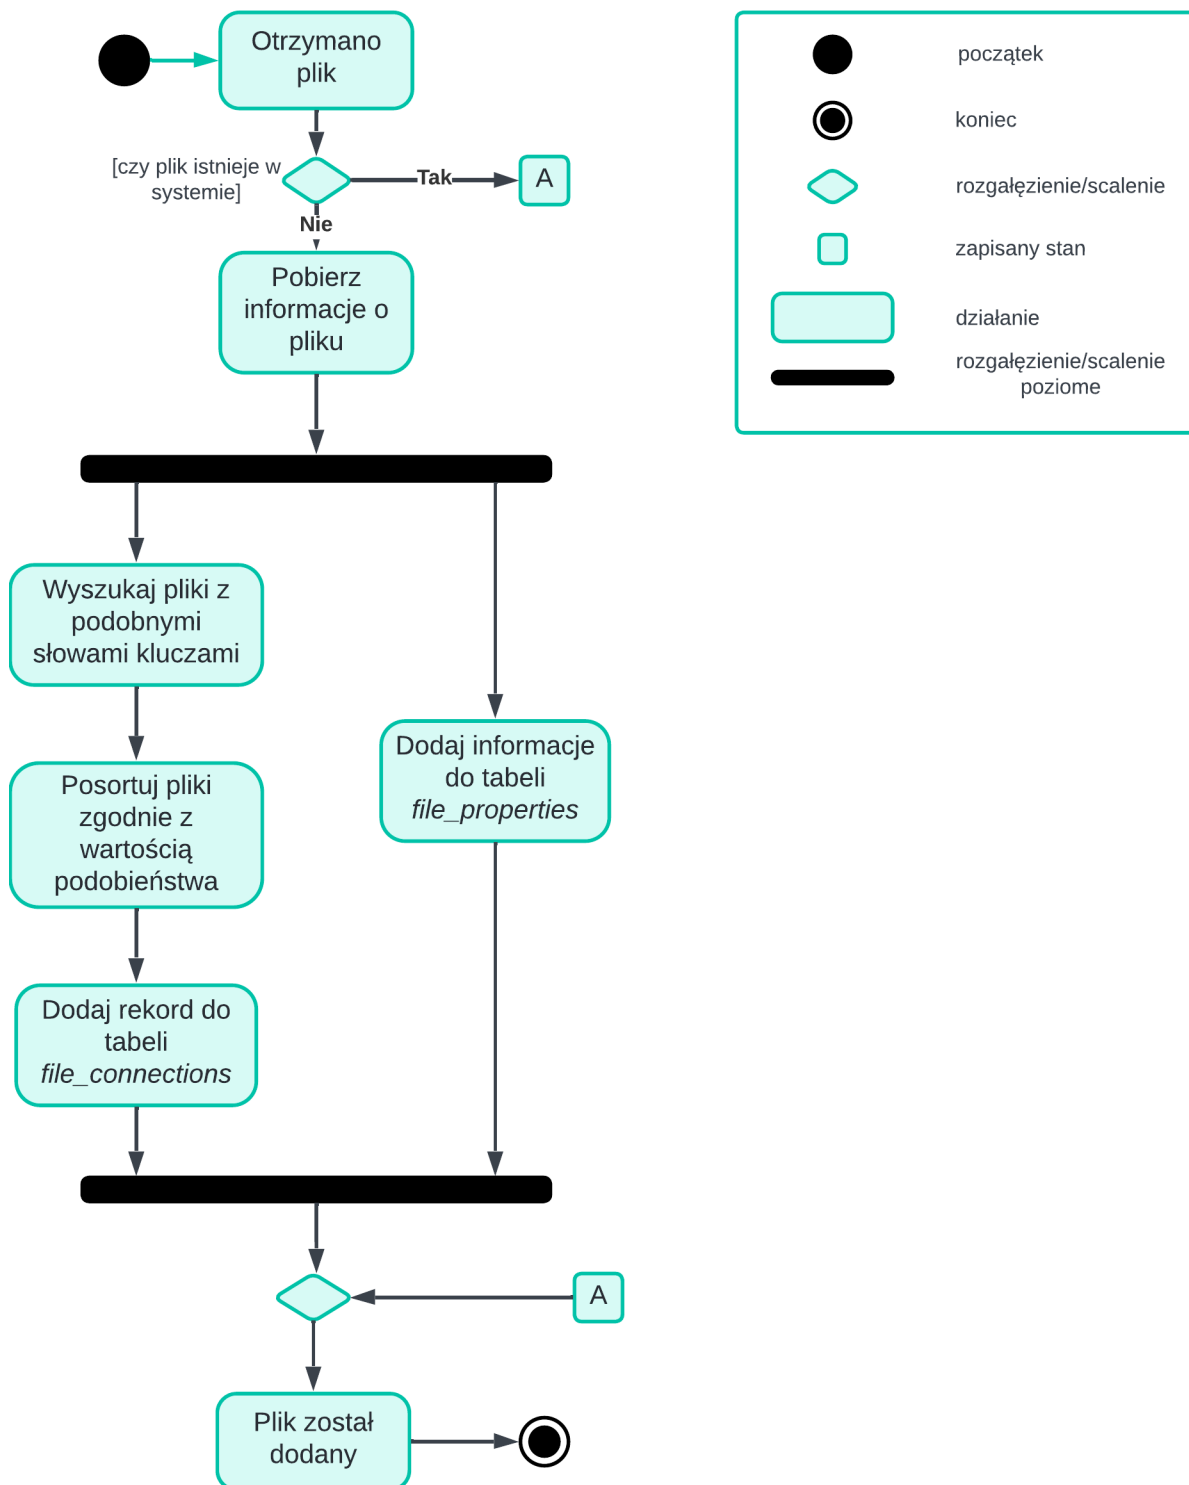 Otrzymano
plik
[czy plik istnieje w
systemie]
Tak
A
Nie
Pobierz
informacje o
pliku
Wyszukaj pliki z
podobnymi
słowami kluczami
Posortuj pliki
zgodnie z
wartością
podobieństwa
Dodaj rekord do
tabeli
file_connections
Dodaj informacje
do tabeli
file_properties
A
Plik został
dodany
początek
koniec
rozgałęzienie/scalenie
zapisany stan
działanie
rozgałęzienie/scalenie
poziome